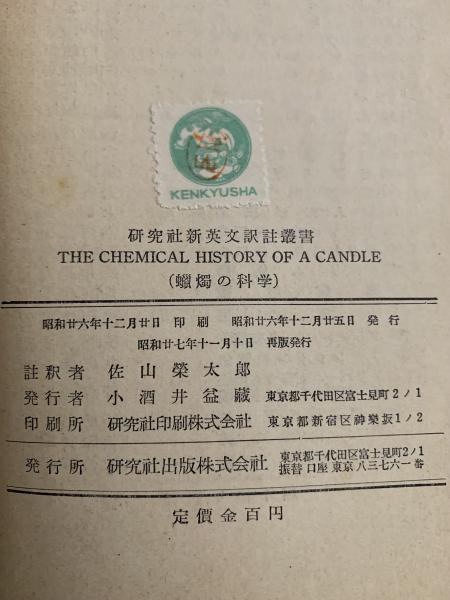 KENKYUSHA
研究社新英文訳註叢書
THE CHEMICAL HISTORY OF A CANDLE
(蠟燭の科学)
昭和廿六年十二月廿日 印刷 昭和廿六年十二月廿五日 発行
昭和廿七年十一月十日 再版発行
註釈者 佐山榮太郎
発行者 小酒井益藏 東京都千代田区富士見町2ノ1
印刷所 研究社印刷株式会社 東京都新宿区神樂坂1ノ2
発行所 研究社出版株式会社 東京都千代田区富士見町2ノ1
振替口座東京八三七六一番
定價金百円